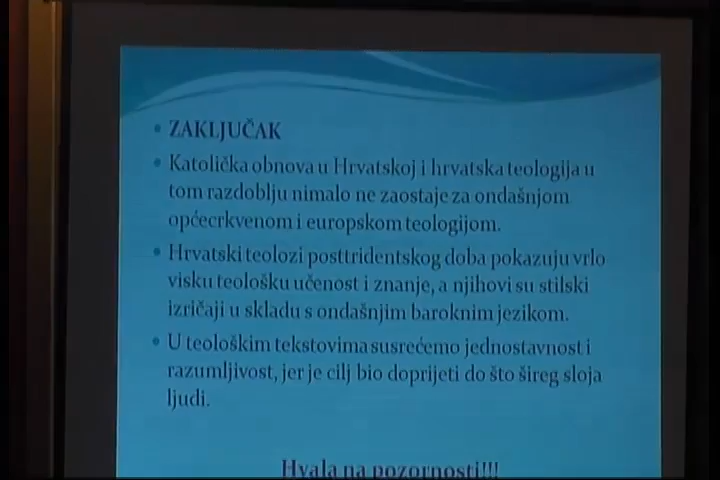 ZAKLJUČAK
Katolička obnova u Hrvatskoj i hrvatska teologija u
tom razdoblju nimalo ne zaostaje za ondašnjom
općecrkvenom i europskom teologijom.
Hrvatski teolozi posttridentskog doba pokazuju vrlo
visku teološku učenost i znanje, a njihovi su stilski
izričaji u skladu s ondašnjim baroknim jezikom.
U teološkim tekstovima susrećemo jednostavnost i
razumljivost, jer je cilj bio doprijeti do što šireg sloja
ljudi.
Hvala na pozornosti!!!